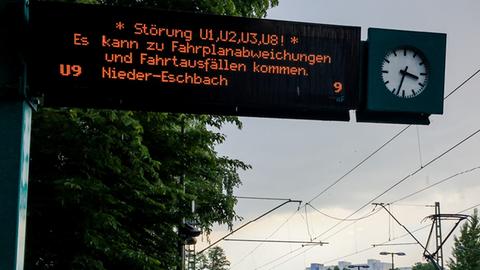 * Störung U1,U2,U3,U8! *
Es kann zu Fahrplanabweichungen
und Fahrtausfällen kommen.
U9 Nieder-Eschbach 9